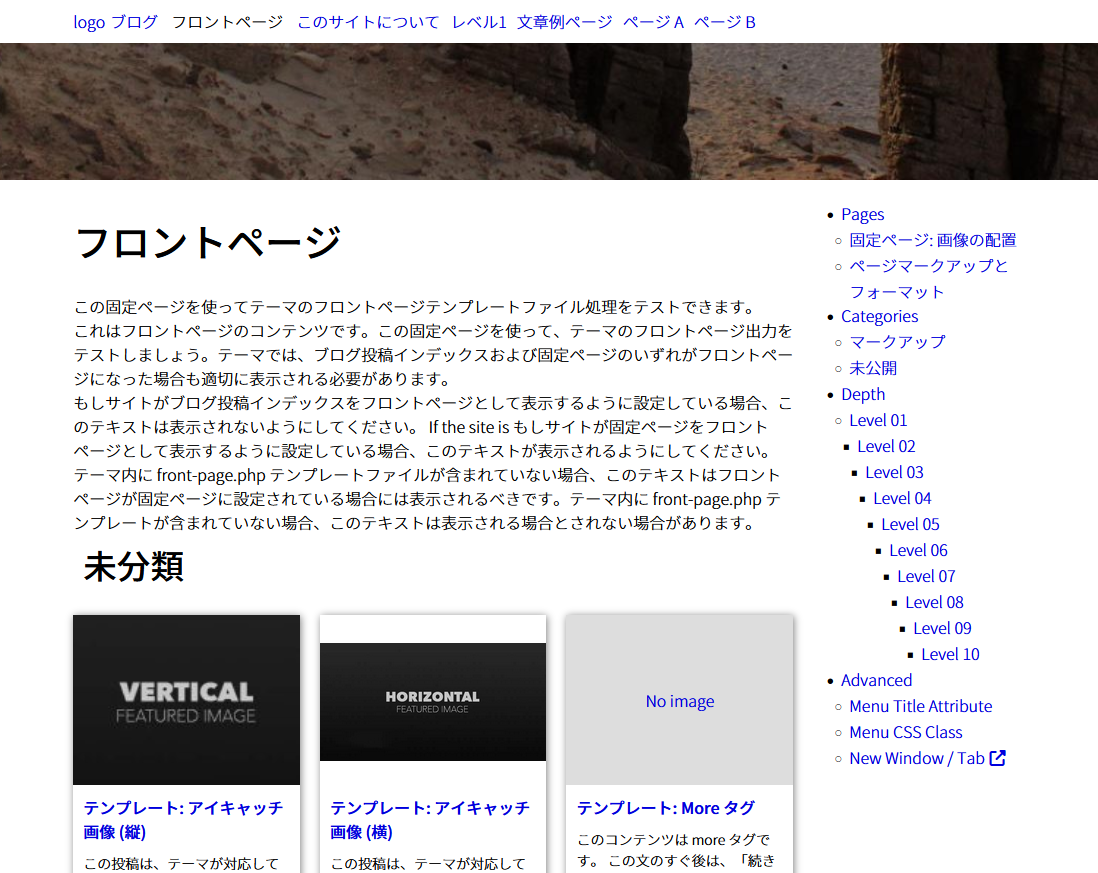 logo ブログ フロントページ このサイトについて レベル1 文章例ページ ページ A ページ B
フロントページ
この固定ページを使ってテーマのフロントページテンプレートファイル処理をテストできます。
これはフロントページのコンテンツです。この固定ページを使って、テーマのフロントページ出力を
テストしましょう。テーマでは、ブログ投稿インデックスおよび固定ページのいずれがフロントペー
ジになった場合も適切に表示される必要があります。
もしサイトがブログ投稿インデックスをフロントページとして表示するように設定している場合、こ
のテキストは表示されないようにしてください。 If the site is もしサイトが固定ページをフロント
ページとして表示するように設定している場合、このテキストが表示されるようにしてください。
テーマ内に front-page.php テンプレートファイルが含まれていない場合、このテキストはフロント
ページが固定ページに設定されている場合には表示されるべきです。テーマ内に front-page.php テ
ンプレートが含まれていない場合、このテキストは表示される場合とされない場合があります。
未分類
VERTICAL
FEATURED IMAGE
テンプレート: アイキャッチ
画像 (縦)
この投稿は、テーマが対応して
HORIZONTAL
FEATURED IMAGE
テンプレート: アイキャッチ
画像 (横)
この投稿は、テーマが対応して
No image
テンプレート: More タグ
このコンテンツは more タグで
す。 この文のすぐ後は、「続き
Pages
固定ページ: 画像の配置
ページマークアップと
フォーマット
Categories
マークアップ
未公開
Depth
Level 01
Level 02
Level 03
Level 04
Level 05
Level 06
Level 07
Level 08
Level 09
Level 10
Advanced
Menu Title Attribute
Menu CSS Class
New Window / Tab